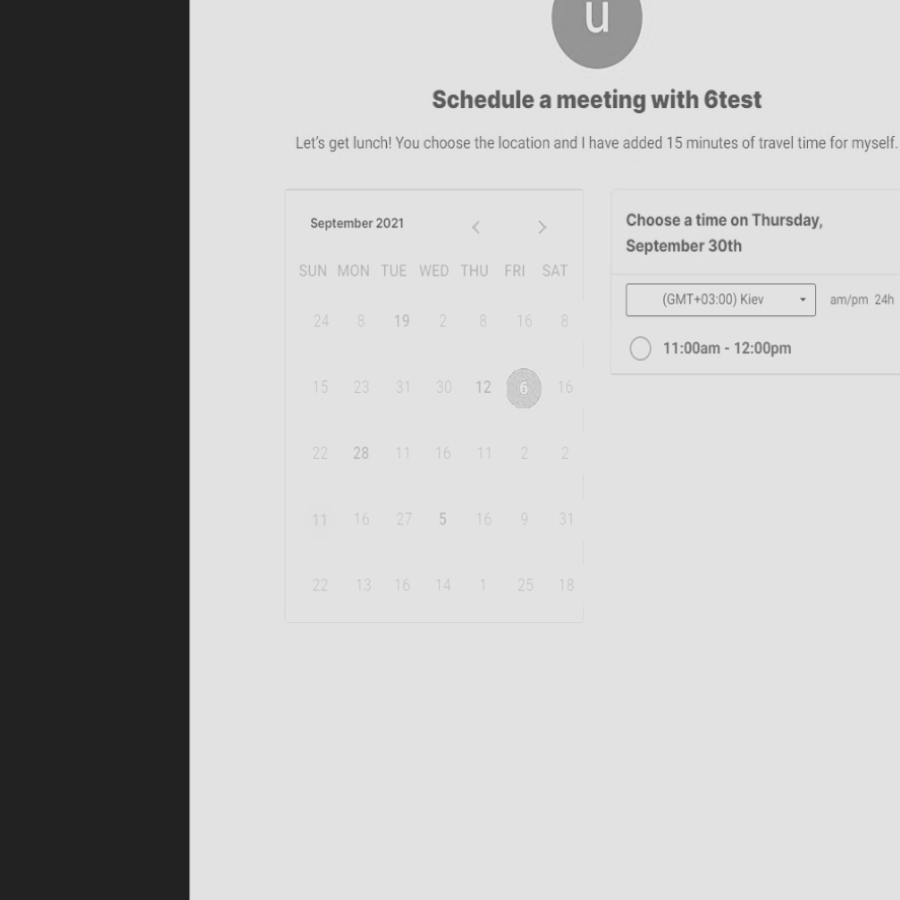 u
Schedule a meeting with 6test
Let's get lunch! You choose the location and I have added 15 minutes of travel time for myself.
September 2021
SUN MON TUE WED THU FRI SAT
24 8 19 2 8 16 8
15 23 31 30 12 6 16
22 28 11 16 11 2 2
11 16 27 5 16 9 31
22 13 16 14 1 25 18
Choose a time on Thursday,
September 30th
(GMT+03:00) Kiev am/pm 24h
11:00am - 12:00pm